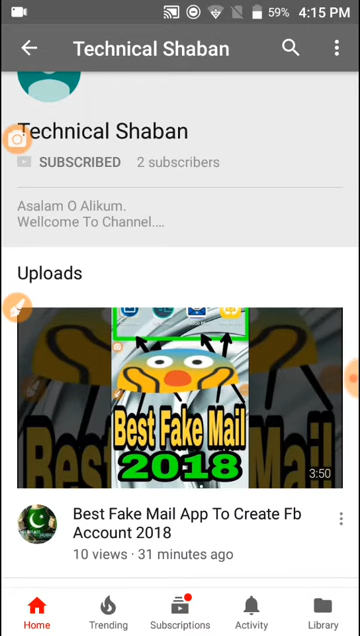 59% 4:15 PM
Technical Shaban
Technical Shaban
SUBSCRIBED 2 subscribers
Asalam O Alikum.
Wellcome To Channel....
Uploads
Best Fake Mail
2018
3:50
Best Fake Mail App To Create Fb
Account 2018
10 views · 31 minutes ago
Home Trending Subscriptions Activity Library